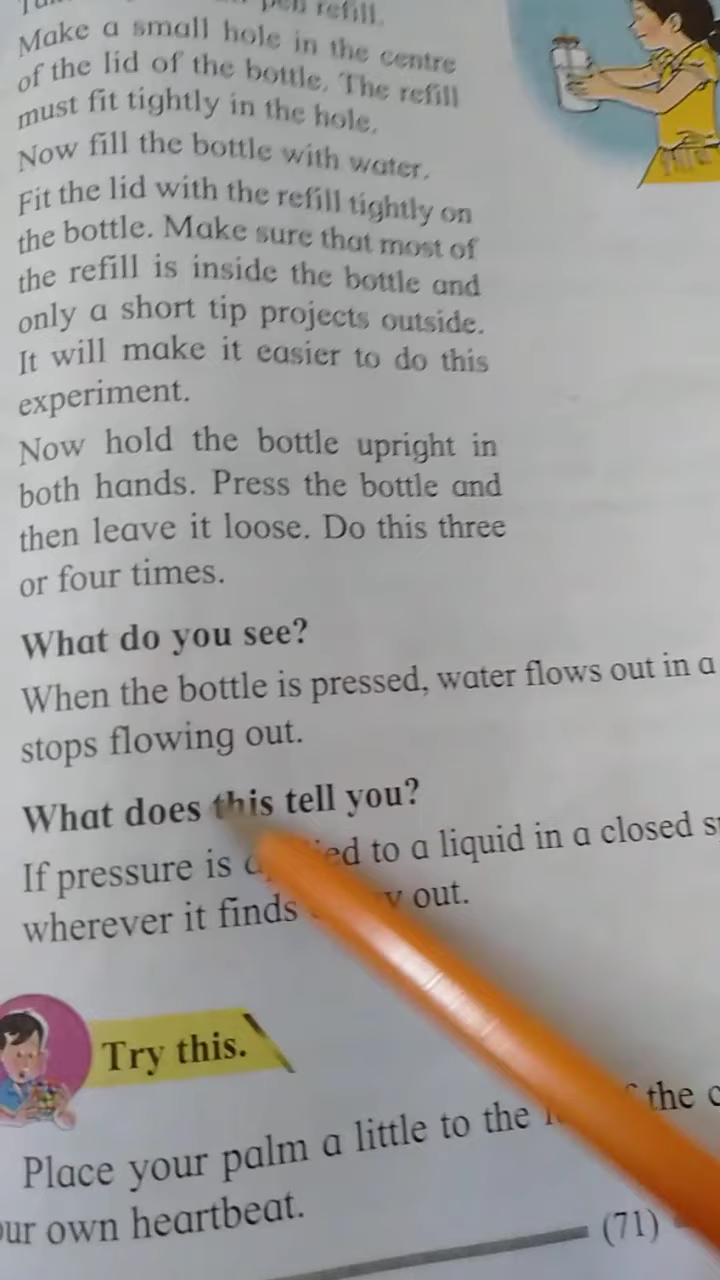 pen refill.
Make a small hole in the centre
of the lid of the bottle. The refill
must fit tightly in the hole.
Now fill the bottle with water.
Fit the lid with the refill tightly on
the bottle. Make sure that most of
the refill is inside the bottle and
only a short tip projects outside.
It will make it easier to do this
experiment.
Now hold the bottle upright in
both hands. Press the bottle and
then leave it loose. Do this three
or four times.
What do you see?
When the bottle is pressed, water flows out in a
stops flowing out.
What does this tell you?
If pressure is to a liquid in a closed
wherever it finds out.
Try this.
Place your palm a little to the the
own heartbeat.
(71)